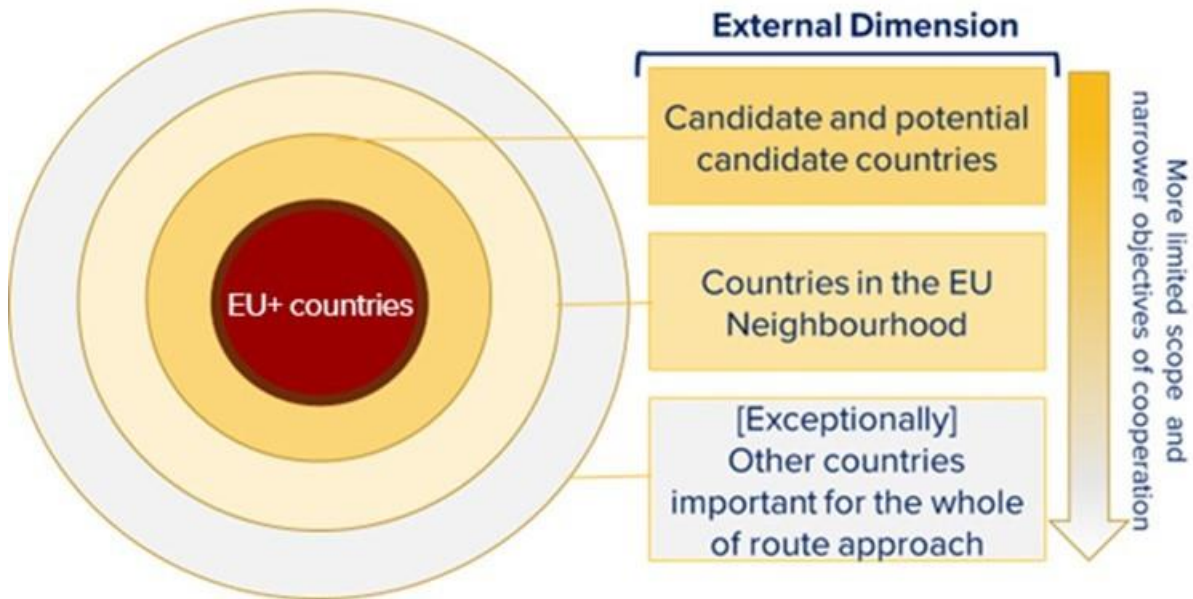 External Dimension
Candidate and potential
candidate countries
EU+ countries
Countries in the EU
Neighbourhood
[Exceptionally]
Other countries
important for the whole
of route approach
More limited scope and
narrower objectives of cooperation